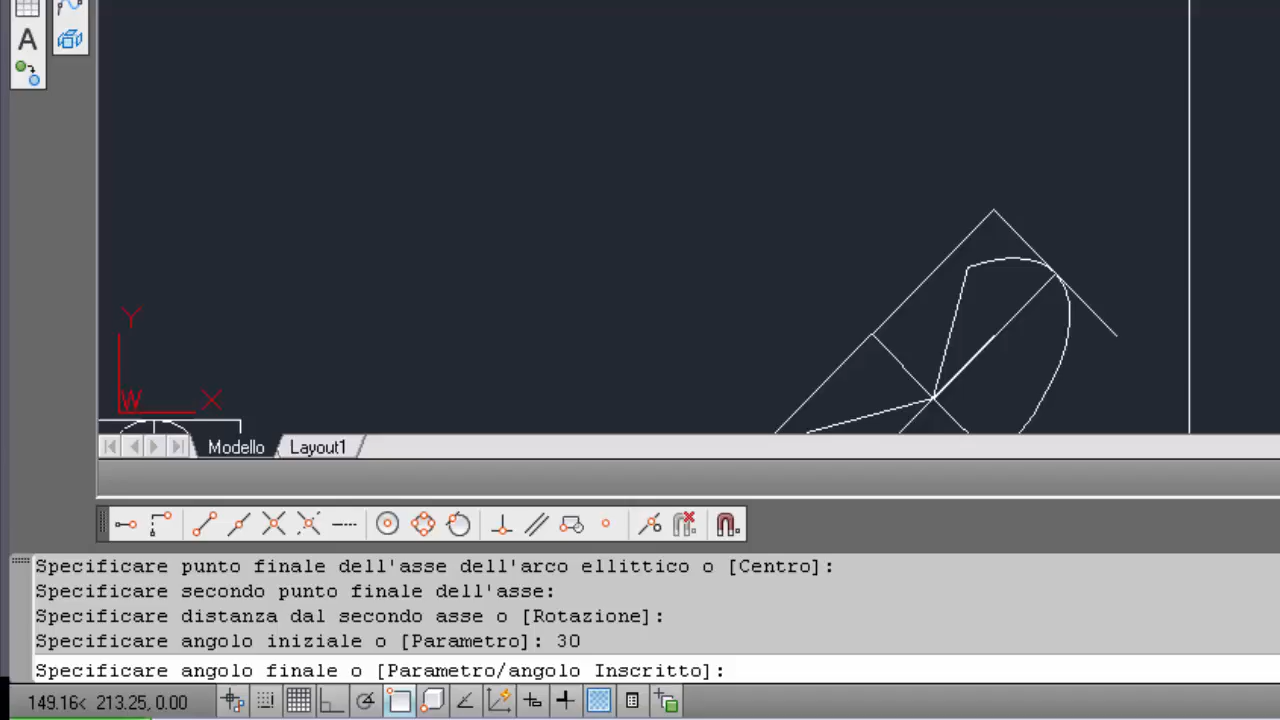 A
Y
W X
Modello Layout1
Specificare punto finale dell'asse dell'arco ellittico o [Centro]:
Specificare secondo punto finale dell'asse:
Specificare distanza dal secondo asse o [Rotazione]:
Specificare angolo iniziale o [Parametro]: 30
Specificare angolo finale o [Parametro/angolo Inscritto]:
149.16< 213.25, 0.00